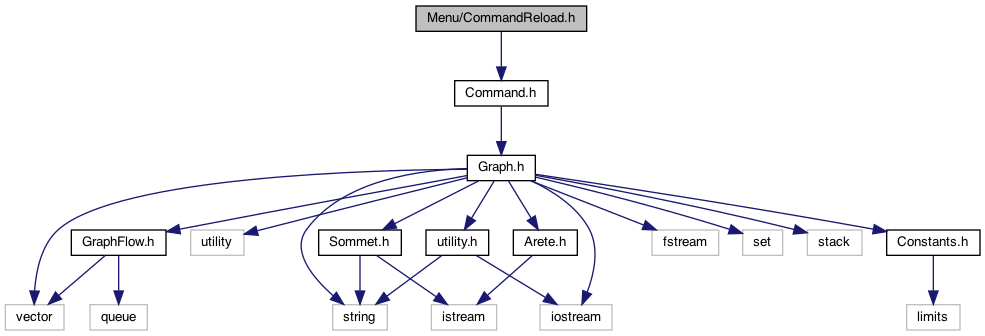 Menu/CommandReload.h
Command.h
Graph.h
GraphFlow.h
utility
Sommet.h
utility.h
Arete.h
fstream
set
stack
Constants.h
vector
queue
string
istream
iostream
limits